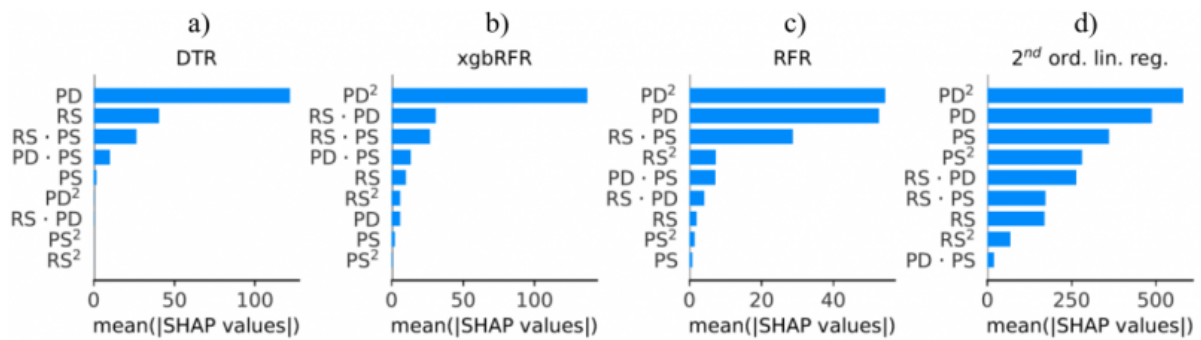 a)
DTR
PD
RS
RS · PS
PD · PS
PS
PD²
RS · PD
PS²
RS²
0 50 100
mean(|SHAP values|)
b)
xgbRFR
PD²
RS · PD
RS · PS
PD · PS
RS
RS²
PD
PS
PS²
0 50 100
mean(|SHAP values|)
c)
RFR
PD²
PD
RS · PS
RS²
PD · PS
RS · PD
RS
PS²
PS
0 20 40
mean(|SHAP values|)
d)
2ⁿᵈ ord. lin. reg.
PD²
PD
PS
PS²
RS · PD
RS · PS
RS
RS²
PD · PS
0 250 500
mean(|SHAP values|)